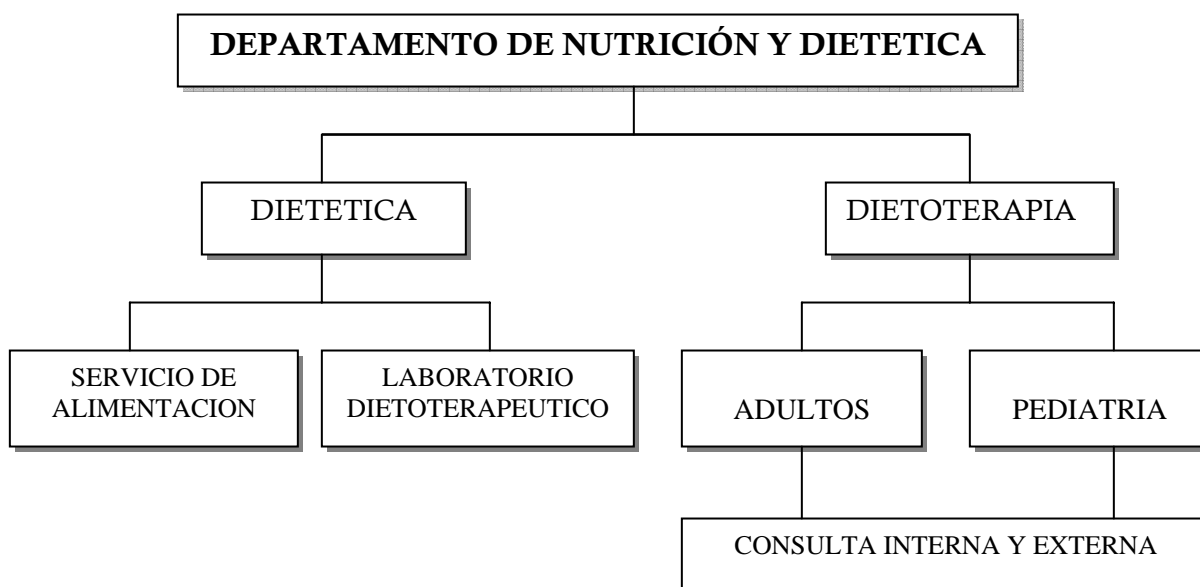 DEPARTAMENTO DE NUTRICIÓN Y DIETETICA
DIETETICA
DIETOTERAPIA
SERVICIO DE
ALIMENTACION
LABORATORIO
DIETOTERAPEUTICO
ADULTOS
PEDIATRIA
CONSULTA INTERNA Y EXTERNA